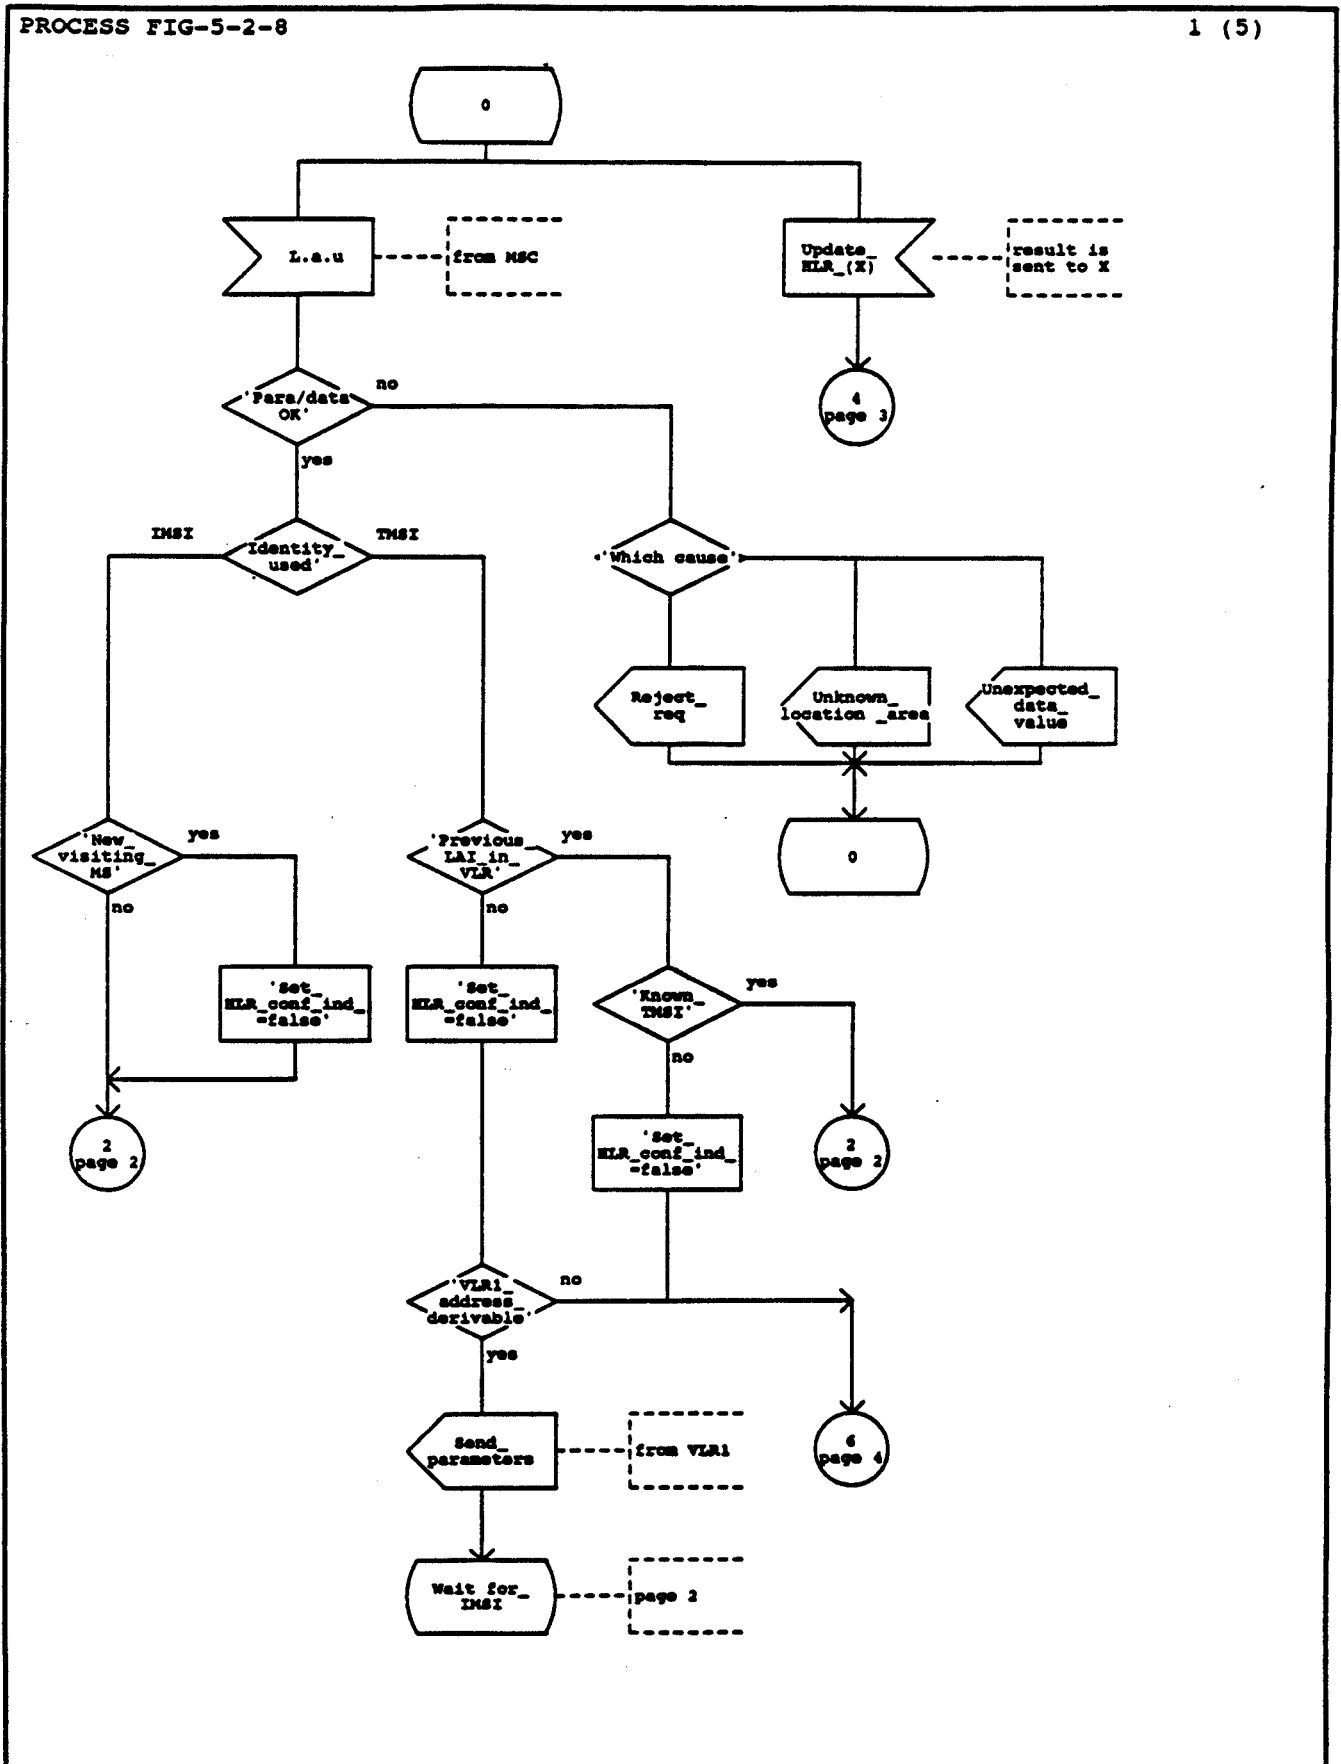 PROCESS FIG-5-2-8
1 (5)
0
L.a.u
from MSC
Update_
HLR_(X)
result is
sent to X
'Para/data
OK'
no
4
page 3
yes
IMSI
Identity_
used'
TMSI
'Which cause'
Reject_
req
Unknown_
location _area
Unexpected_
data_
value
'New_
visiting_
MS'
yes
'Previous_
LAI_in_
VLR'
yes
0
no
no
'Set_
HLR_conf_ind_
=false'
'Set_
HLR_conf_ind_
=false'
'Known_
TMSI'
yes
no
2
page 2
'Set_
HLR_conf_ind_
=false'
2
page 2
'VLR1_
address_
derivable'
no
yes
Send_
parameters
from VLR1
6
page 4
Wait for_
IMSI
page 2